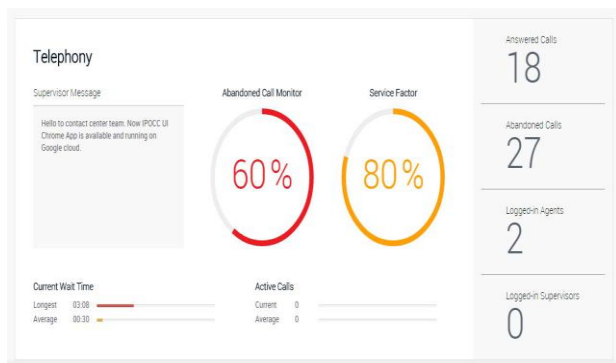 Telephony
Supervisor Message
Hello to contact center team. Now IPOCC UI
Chrome App is available and running on
Google cloud.
Abandoned Call Monitor
60%
Service Factor
80%
Current Wait Time
Longest 03:08
Average 00:30
Active Calls
Current 0
Average 0
Answered Calls
18
Abandoned Calls
27
Logged-in Agents
2
Logged-in Supervisors
0